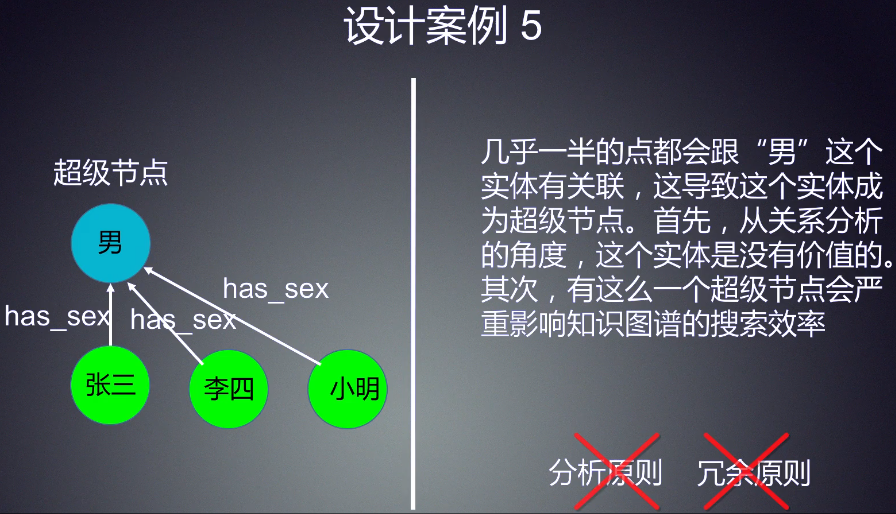 设计案例 5
超级节点
男
has_sex
has_sex
has_sex
张三
李四
小明
几乎一半的点都会跟“男”这个
实体有关联，这导致这个实体成
为超级节点。首先，从关系分析
的角度，这个实体是没有价值的。
其次，有这么一个超级节点会严
重影响知识图谱的搜索效率
分析原则 冗余原则